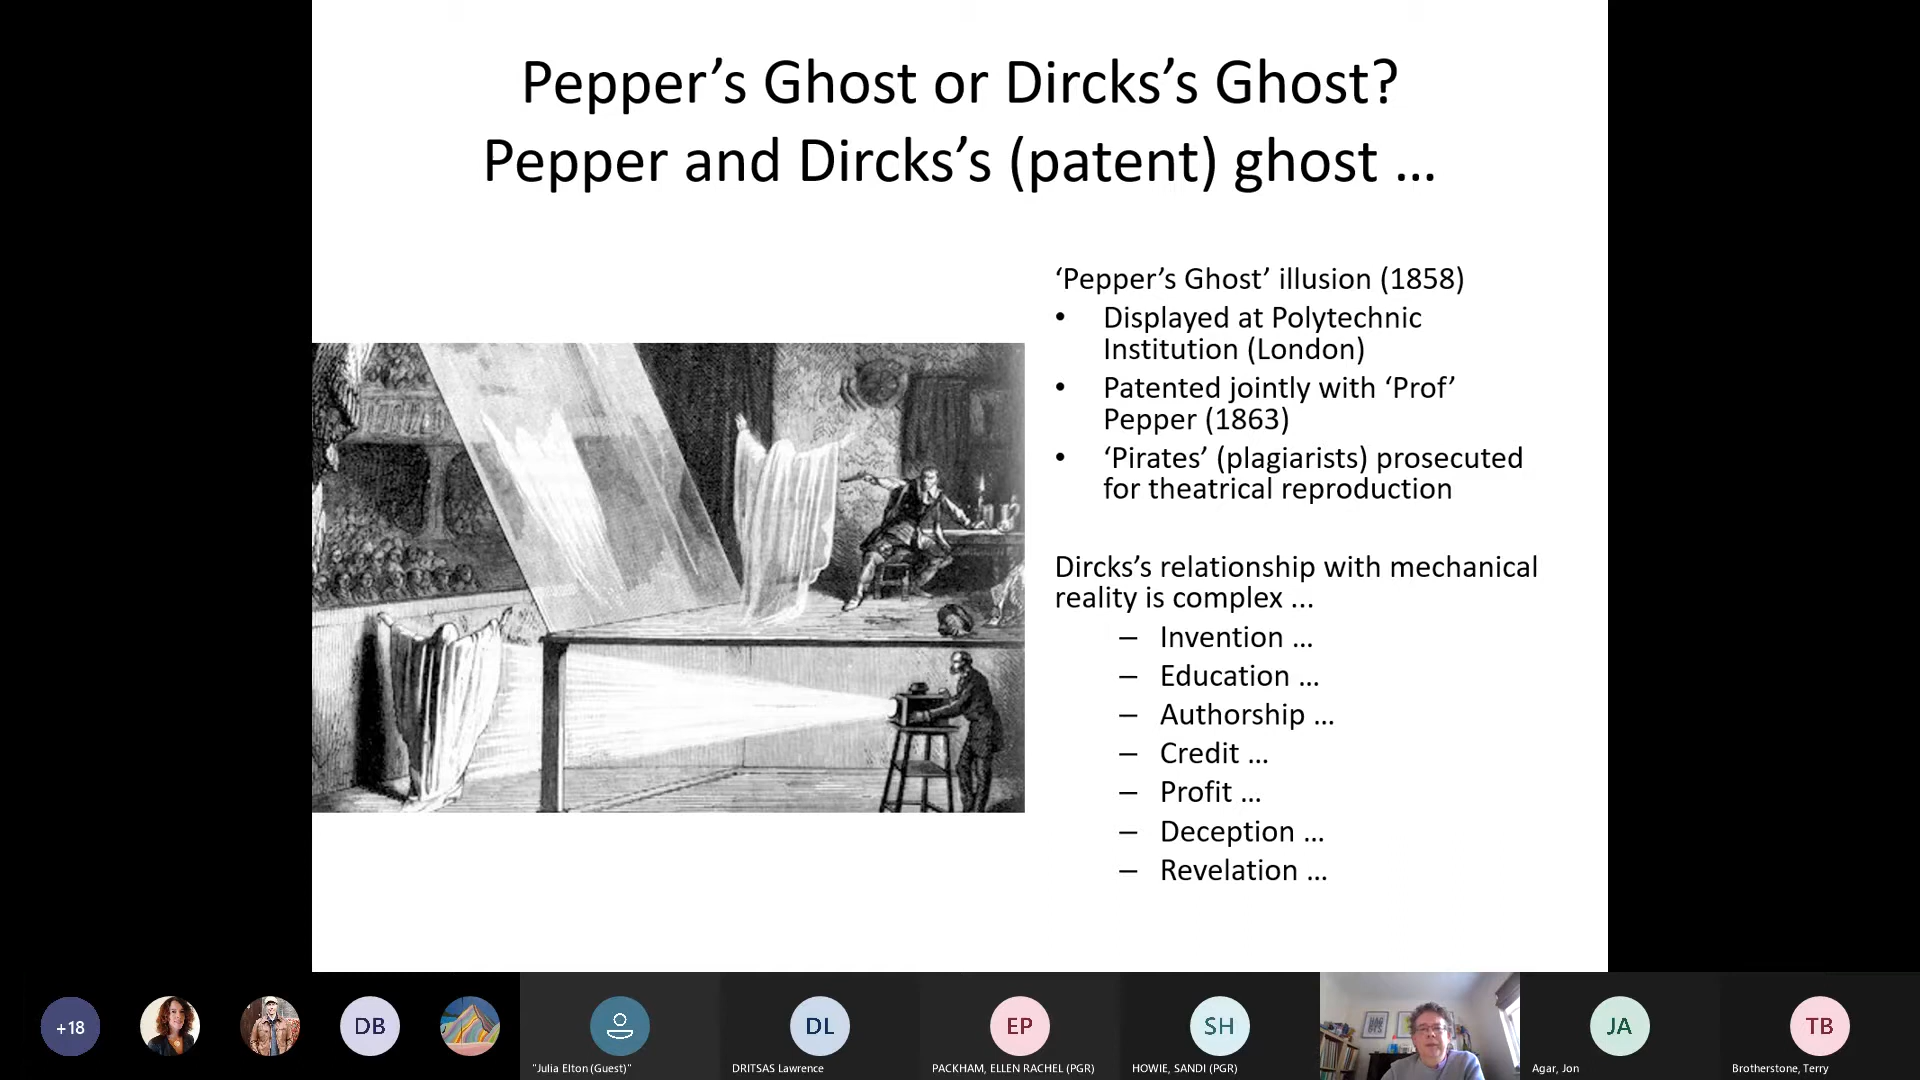 Pepper’s Ghost or Dircks’s Ghost?
Pepper and Dircks’s (patent) ghost ...
‘Pepper’s Ghost’ illusion (1858)
• Displayed at Polytechnic
Institution (London)
• Patented jointly with ‘Prof’
Pepper (1863)
• ‘Pirates’ (plagiarists) prosecuted
for theatrical reproduction
Dircks’s relationship with mechanical
reality is complex ...
– Invention ...
– Education ...
– Authorship ...
– Credit ...
– Profit ...
– Deception ...
– Revelation ...
+18
DB
"Julia Elton (Guest)"
DL
DRITSAS Lawrence
EP
PACKHAM, ELLEN RACHEL (PGR)
SH
HOWIE, SANDI (PGR)
JA
Agar, Jon
TB
Brotherstone, Terry